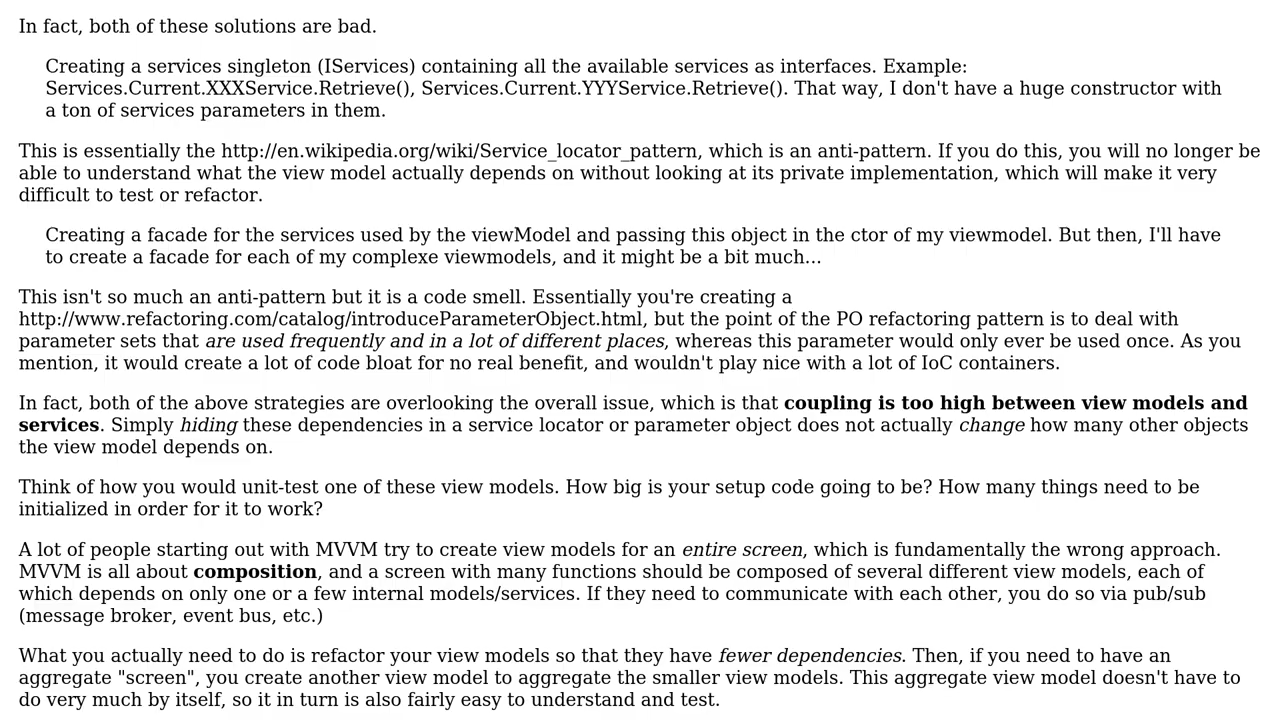 In fact, both of these solutions are bad.
Creating a services singleton (IServices) containing all the available services as interfaces. Example:
Services.Current.XXXService.Retrieve(), Services.Current.YYYService.Retrieve(). That way, I don't have a huge constructor with
a ton of services parameters in them.
This is essentially the http://en.wikipedia.org/wiki/Service_locator_pattern, which is an anti-pattern. If you do this, you will no longer be
able to understand what the view model actually depends on without looking at its private implementation, which will make it very
difficult to test or refactor.
Creating a facade for the services used by the viewModel and passing this object in the ctor of my viewmodel. But then, I'll have
to create a facade for each of my complexe viewmodels, and it might be a bit much...
This isn't so much an anti-pattern but it is a code smell. Essentially you're creating a
http://www.refactoring.com/catalog/introduceParameterObject.html, but the point of the PO refactoring pattern is to deal with
parameter sets that are used frequently and in a lot of different places, whereas this parameter would only ever be used once. As you
mention, it would create a lot of code bloat for no real benefit, and wouldn't play nice with a lot of IoC containers.
In fact, both of the above strategies are overlooking the overall issue, which is that coupling is too high between view models and
services. Simply hiding these dependencies in a service locator or parameter object does not actually change how many other objects
the view model depends on.
Think of how you would unit-test one of these view models. How big is your setup code going to be? How many things need to be
initialized in order for it to work?
A lot of people starting out with MVVM try to create view models for an entire screen, which is fundamentally the wrong approach.
MVVM is all about composition, and a screen with many functions should be composed of several different view models, each of
which depends on only one or a few internal models/services. If they need to communicate with each other, you do so via pub/sub
(message broker, event bus, etc.)
What you actually need to do is refactor your view models so that they have fewer dependencies. Then, if you need to have an
aggregate "screen", you create another view model to aggregate the smaller view models. This aggregate view model doesn't have to
do very much by itself, so it in turn is also fairly easy to understand and test.